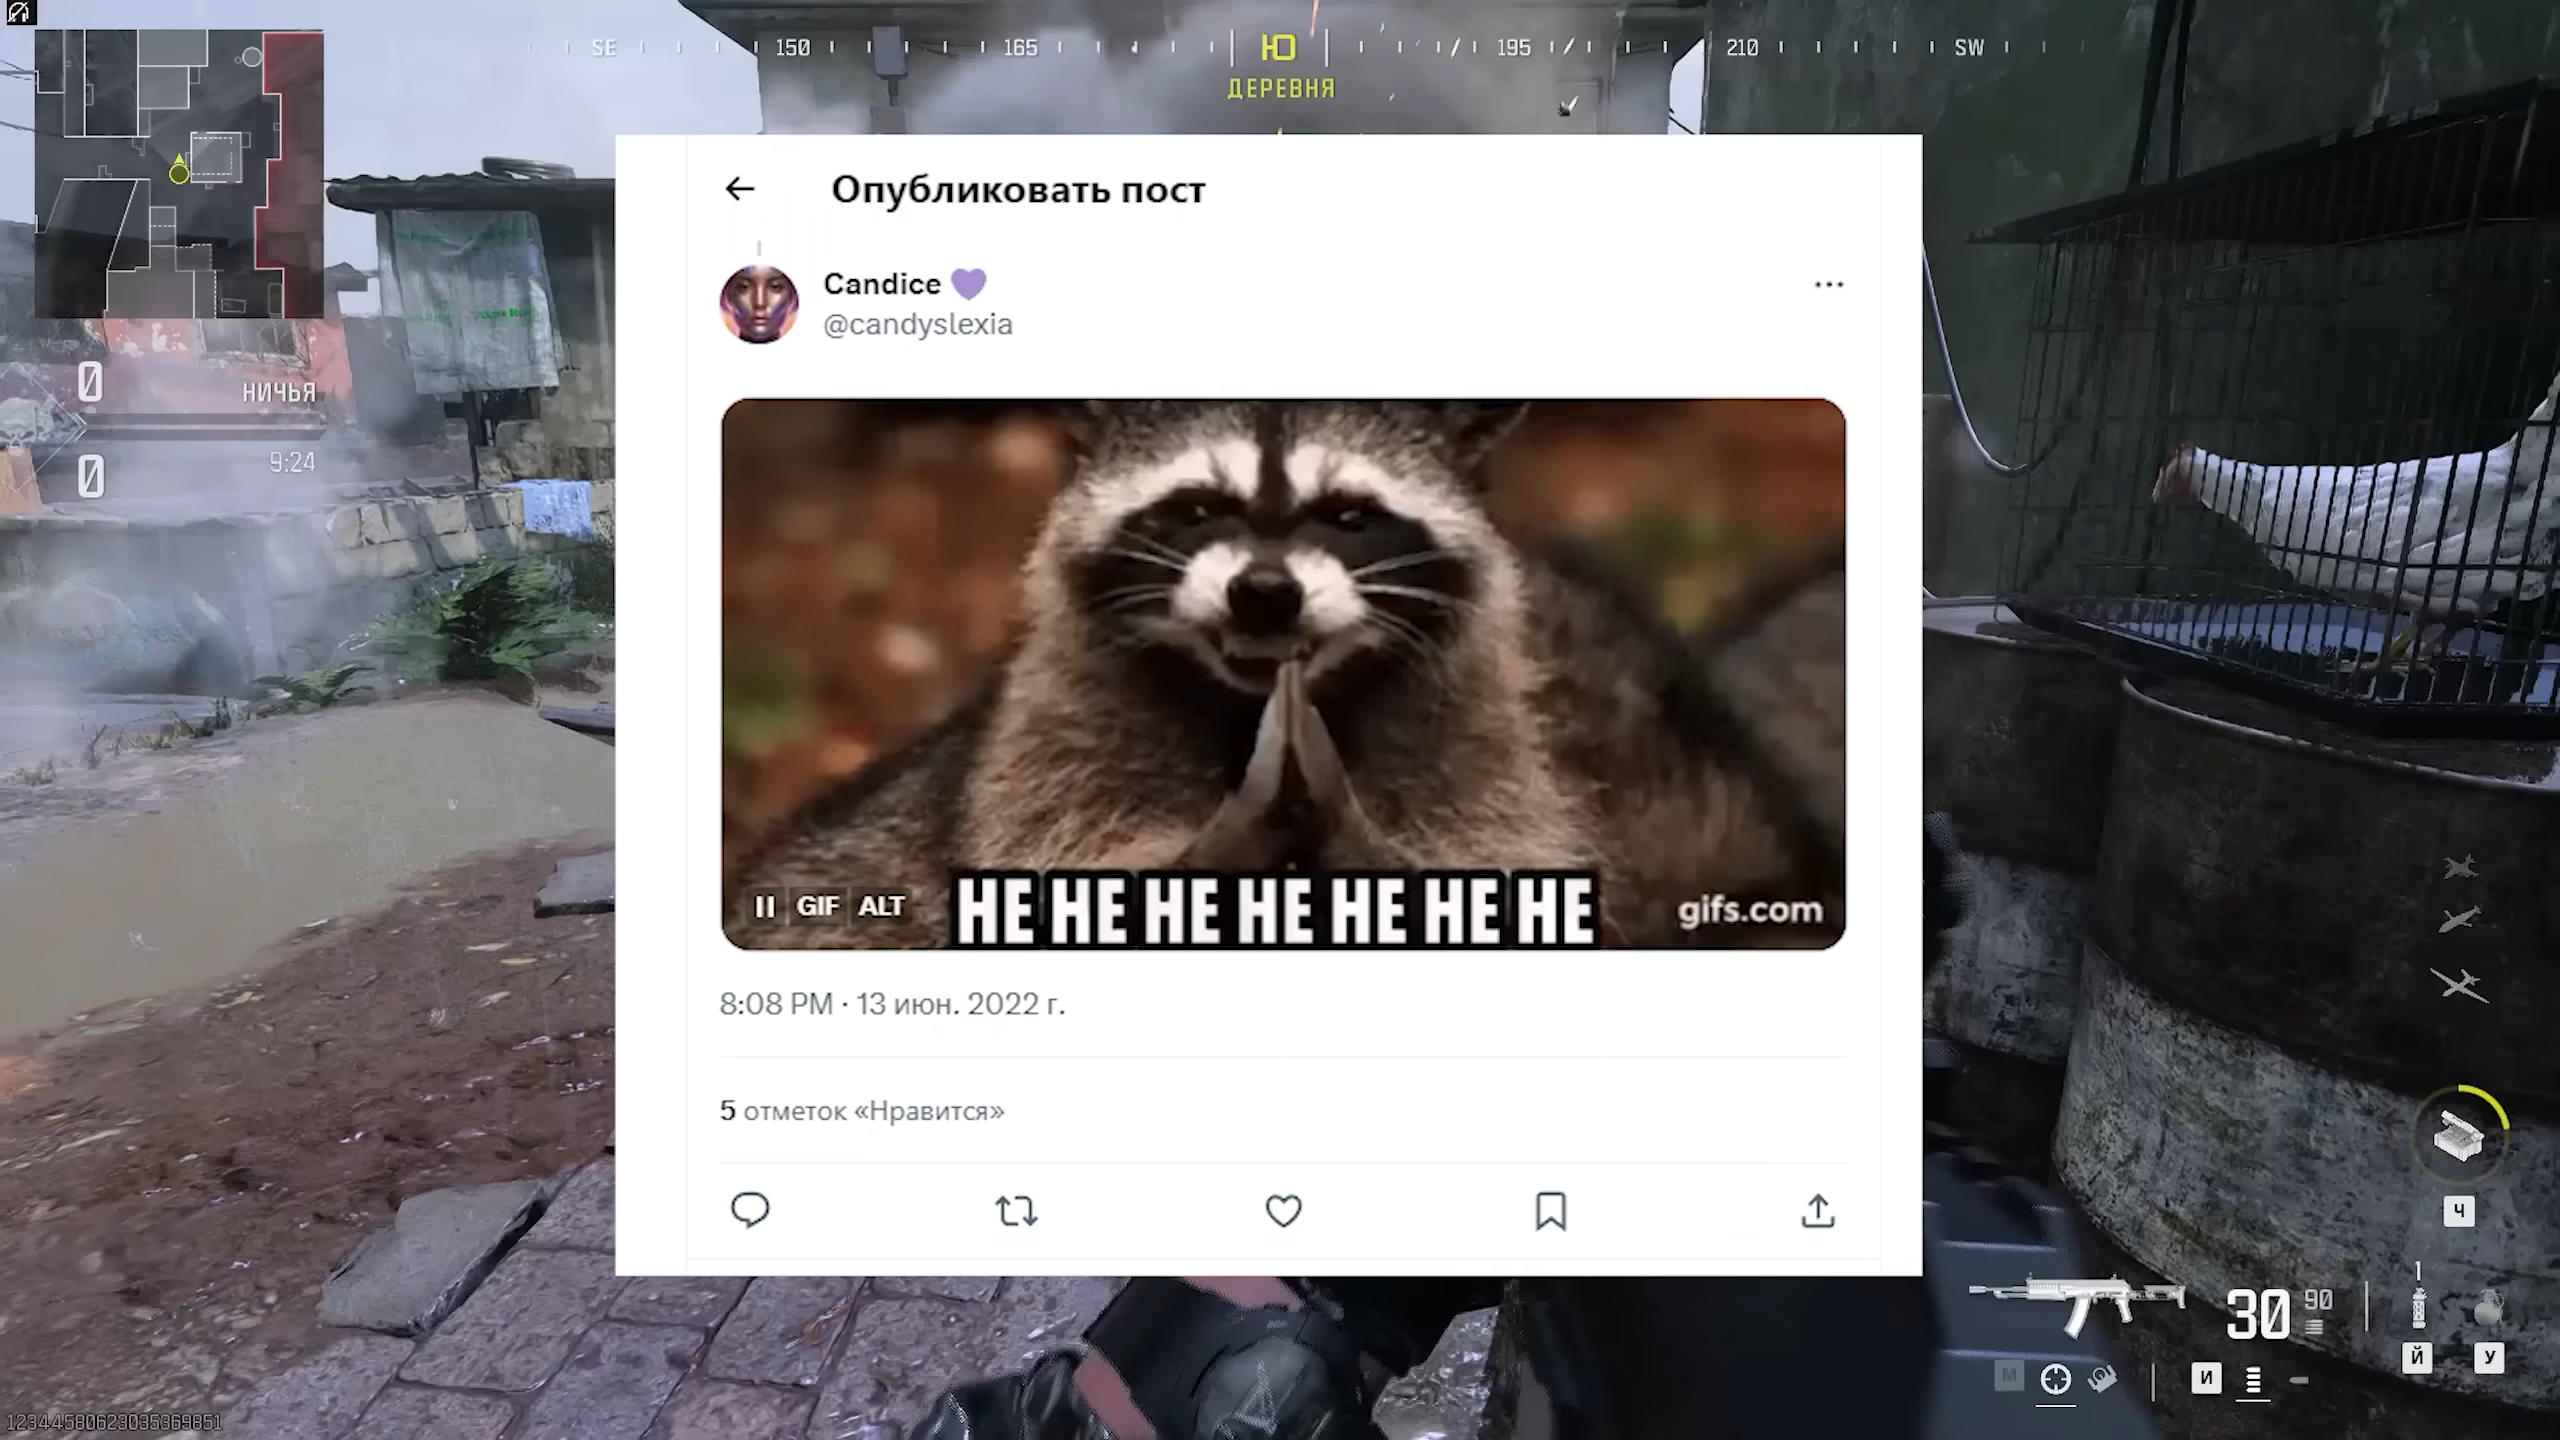 SE 150 165 Ю 195 210 SW
ДЕРЕВНЯ
0 НИЧЬЯ
9:24
0
Опубликовать пост
Candice 💜
@candyslexia
GIF ALT
HE HE HE HE HE HE HE
gifs.com
8:08 PM · 13 июн. 2022 г.
5 отметок «Нравится»
Ч
30 90
1
Й У
M
И
12344580623035369851